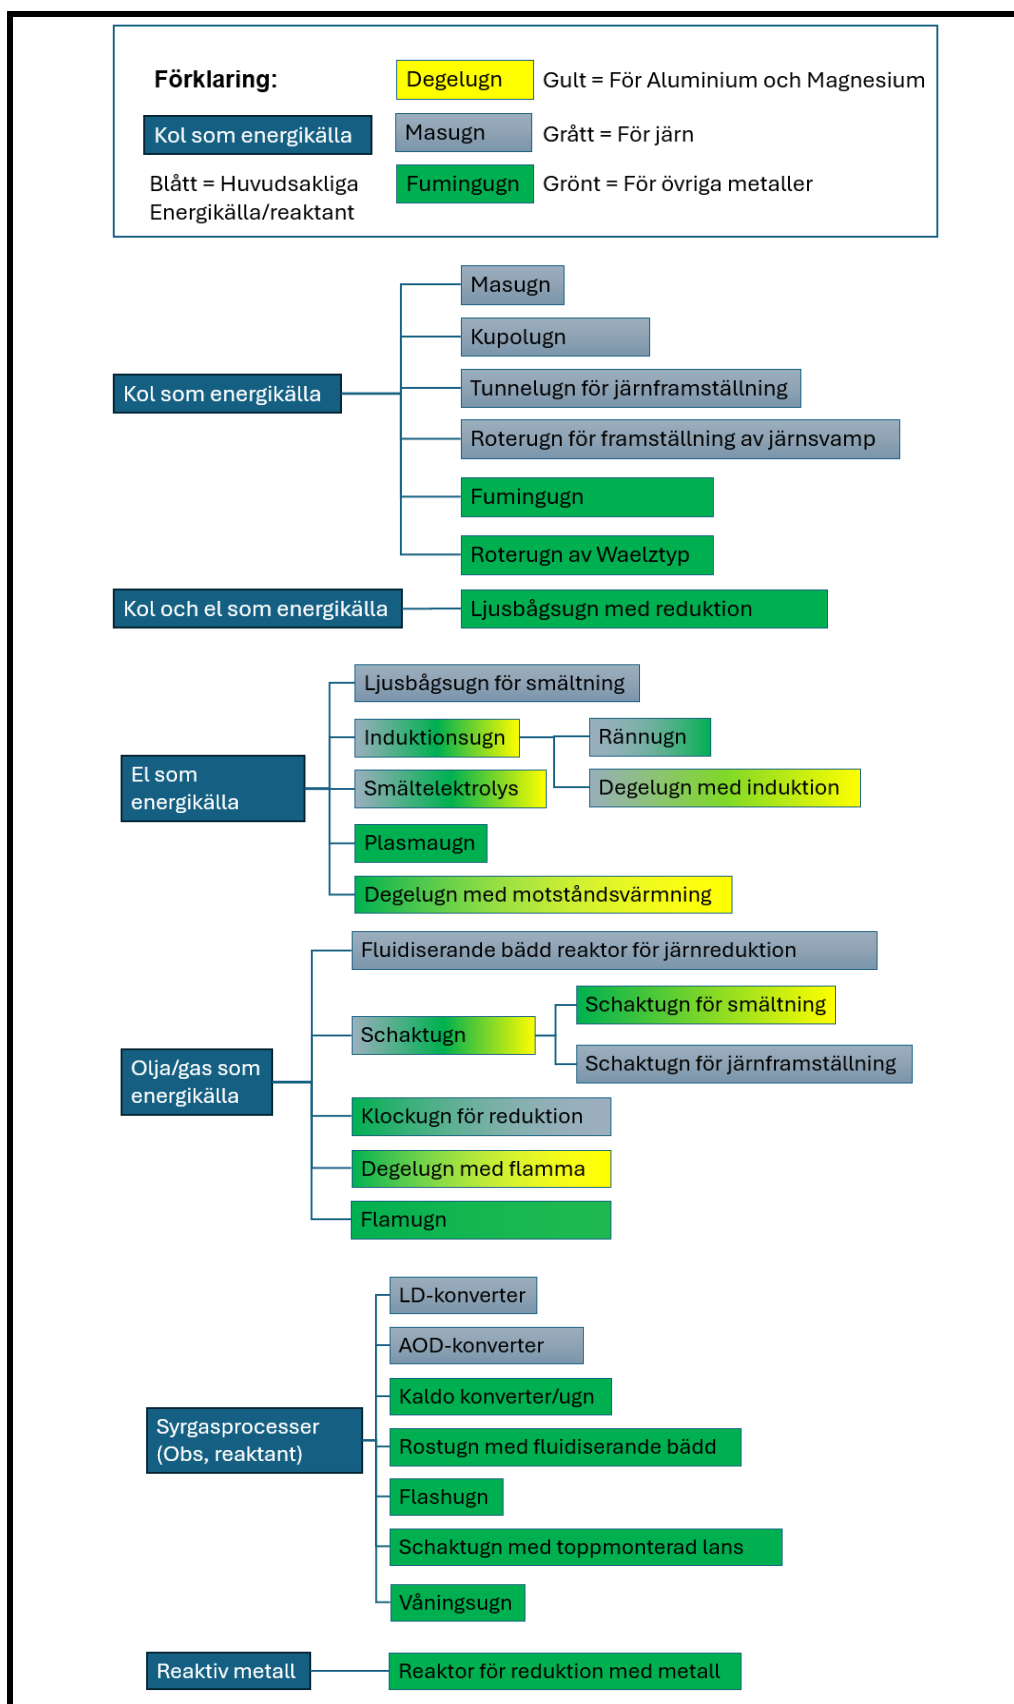 Förklaring:
Degelugn
Gult = För Aluminium och Magnesium
Kol som energikälla
Masugn
Grått = För järn
Blått = Huvudsakliga
Energikälla/reaktant
Fumingugn
Grönt = För övriga metaller
Kol som energikälla
Masugn
Kupolugn
Tunnelugn för järnframställning
Roterugn för framställning av järnsvamp
Fumingugn
Roterugn av Waelztyp
Kol och el som energikälla
Ljusbågsugn med reduktion
El som
energikälla
Ljusbågsugn för smältning
Induktionsugn
Rännugn
Degelugn med induktion
Smältelektrolys
Plasmaugn
Degelugn med motståndsvärmning
Olja/gas som
energikälla
Fluidiserande bädd reaktor för järnreduktion
Schaktugn
Schaktugn för smältning
Schaktugn för järnframställning
Klockugn för reduktion
Degelugn med flamma
Flamugn
Syrgasprocesser
(Obs, reaktant)
LD-konverter
AOD-konverter
Kaldo konverter/ugn
Rostugn med fluidiserande bädd
Flashugn
Schaktugn med toppmonterad lans
Våningsugn
Reaktiv metall
Reaktor för reduktion med metall